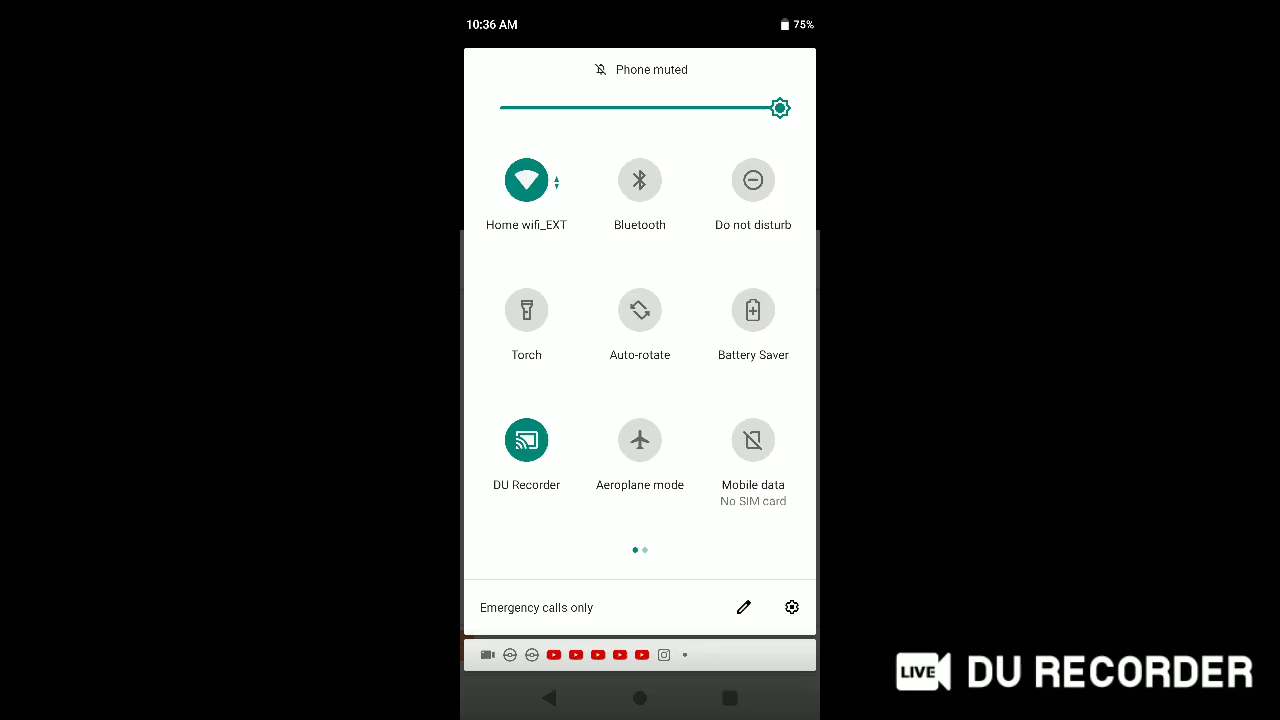 10:36 AM
75%
Phone muted
Home wifi_EXT
Bluetooth
Do not disturb
Torch
Auto-rotate
Battery Saver
DU Recorder
Aeroplane mode
Mobile data
No SIM card
Emergency calls only
LIVE DU RECORDER